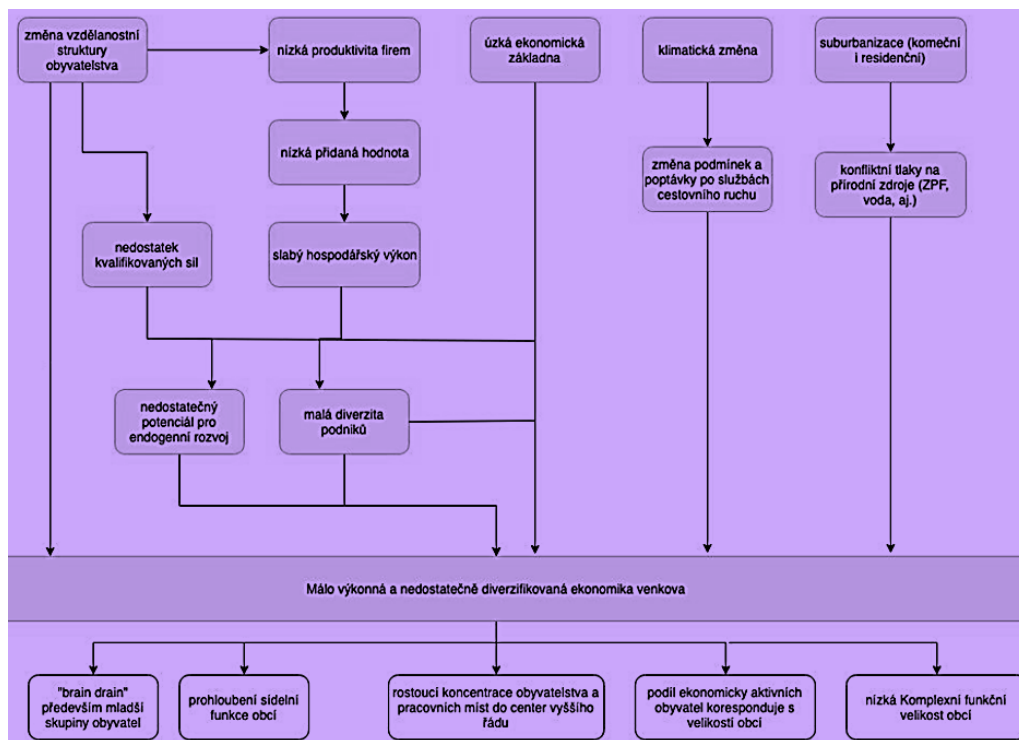 změna vzdělanostní
struktury
obyvatelstva
nízká produktivita firem
úzká ekonomická
základna
klimatická změna
suburbanizace (komeční
i residenční)
nízká přidaná hodnota
změna podmínek a
poptávky po službách
cestovního ruchu
konfliktní tlaky na
přírodní zdroje (ZPF,
voda, aj.)
nedostatek
kvalifikovaných sil
slabý hospodářský výkon
nedostatečný
potenciál pro
endogenní rozvoj
malá diverzita
podniků
Málo výkonná a nedostatečně diverzifikovaná ekonomika venkova
"brain drain"
především mladší
skupiny obyvatel
prohloubení sídelní
funkce obcí
rostoucí koncentrace obyvatelstva a
pracovních míst do center vyššího
řádu
podíl ekonomicky aktivních
obyvatel koresponduje s
velikostí obcí
nízká Komplexní funkční
velikost obcí